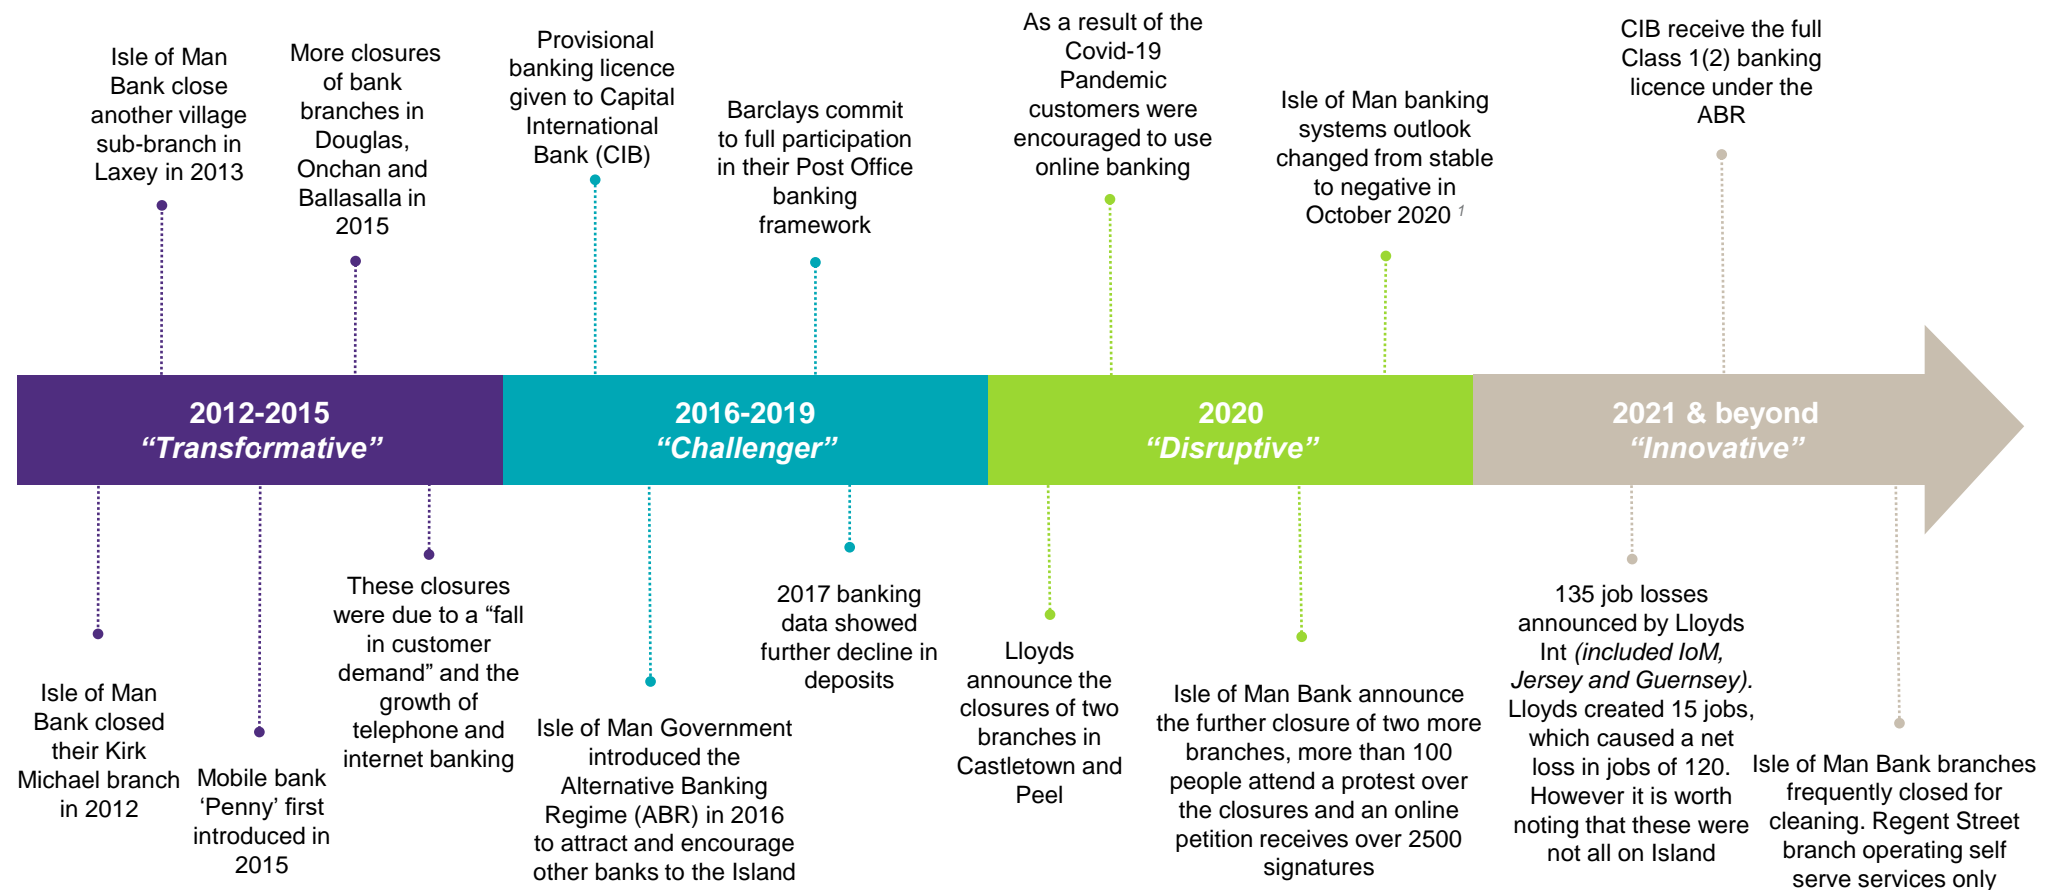 Isle of Man
Bank close
another village
sub-branch in
Laxey in 2013
More closures
of bank
branches in
Douglas,
Onchan and
Ballasalla in
2015
Provisional
banking licence
given to Capital
International
Bank (CIB)
Barclays commit
to full participation
in their Post Office
banking
framework
As a result of the
Covid-19
Pandemic
customers were
encouraged to use
online banking
Isle of Man banking
systems outlook
changed from stable
to negative in
October 2020 1
CIB receive the full
Class 1(2) banking
licence under the
ABR
2012-2015
“Transformative”
2016-2019
“Challenger”
2020
“Disruptive”
2021 & beyond
“Innovative”
Isle of Man
Bank closed
their Kirk
Michael branch
in 2012
Mobile bank
‘Penny’ first
introduced in
2015
These closures
were due to a “fall
in customer
demand” and the
growth of
telephone and
internet banking
Isle of Man Government
introduced the
Alternative Banking
Regime (ABR) in 2016
to attract and encourage
other banks to the Island
2017 banking
data showed
further decline in
deposits
Lloyds
announce the
closures of two
branches in
Castletown and
Peel
Isle of Man Bank announce
the further closure of two more
branches, more than 100
people attend a protest over
the closures and an online
petition receives over 2500
signatures
135 job losses
announced by Lloyds
Int (included IoM,
Jersey and Guernsey).
Lloyds created 15 jobs,
which caused a net
loss in jobs of 120.
However it is worth
noting that these were
not all on Island
Isle of Man Bank branches
frequently closed for
cleaning. Regent Street
branch operating self
serve services only